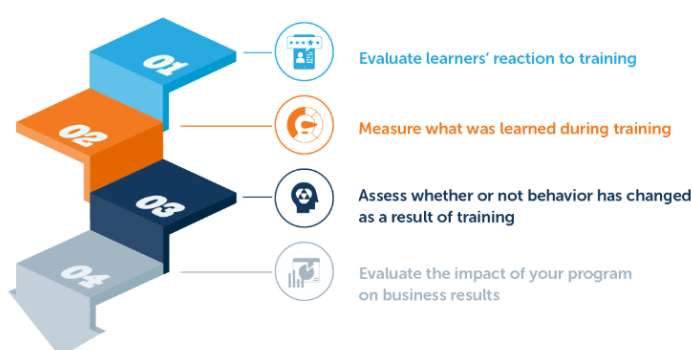 01
Evaluate learners’ reaction to training
02
Measure what was learned during training
03
Assess whether or not behavior has changed
as a result of training
04
Evaluate the impact of your program
on business results